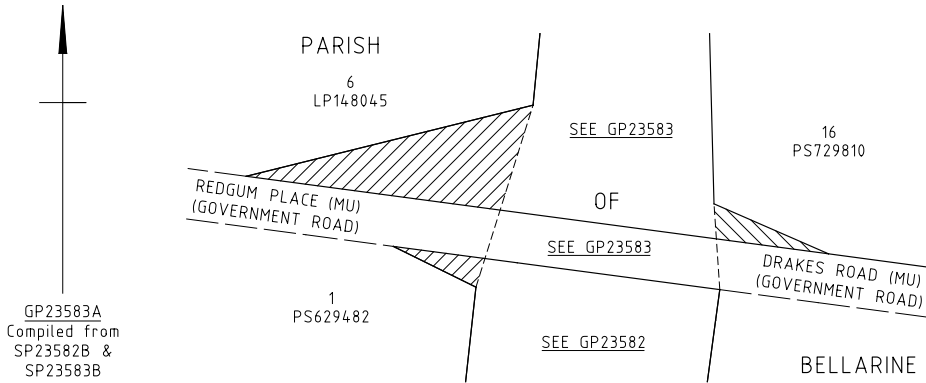 PARISH
6
LP148045
SEE GP23583
16
PS729810
REDGUM PLACE (MU)
(GOVERNMENT ROAD)
OF
SEE GP23583
DRAKES ROAD (MU)
(GOVERNMENT ROAD)
1
PS629482
GP23583A
Compiled from
SP23582B &
SP23583B
SEE GP23582
BELLARINE